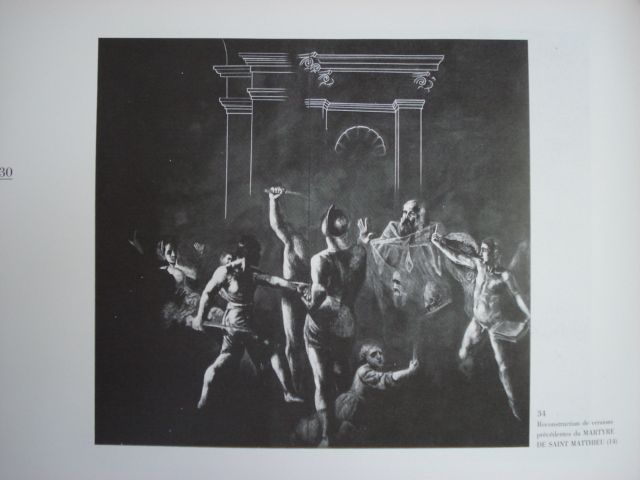 30
34
Reconstruction de versions
précédentes du MARTYRE
DE SAINT MATTHIEU (14)